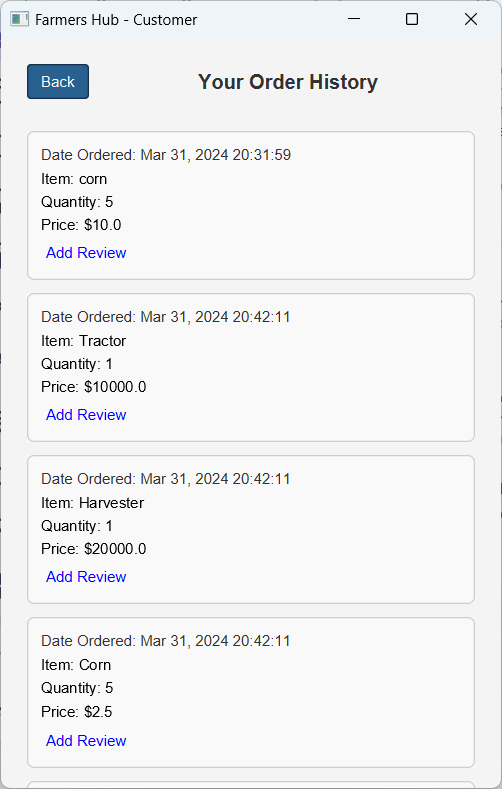 Farmers Hub - Customer
Back
Your Order History
Date Ordered: Mar 31, 2024 20:31:59
Item: corn
Quantity: 5
Price: $10.0
Add Review
Date Ordered: Mar 31, 2024 20:42:11
Item: Tractor
Quantity: 1
Price: $10000.0
Add Review
Date Ordered: Mar 31, 2024 20:42:11
Item: Harvester
Quantity: 1
Price: $20000.0
Add Review
Date Ordered: Mar 31, 2024 20:42:11
Item: Corn
Quantity: 5
Price: $2.5
Add Review